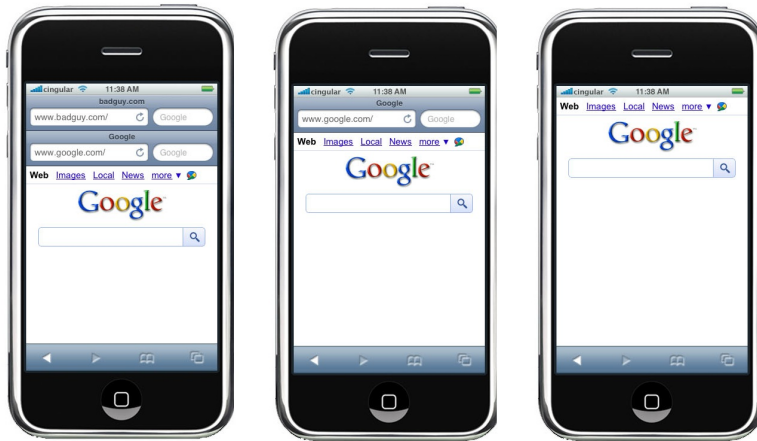 cingular 11:38 AM
badguy.com
www.badguy.com/ Google
Google
www.google.com/ Google
Web Images Local News more ▼
Google
cingular 11:38 AM
Google
www.google.com/ Google
Web Images Local News more ▼
Google
cingular 11:38 AM
Web Images Local News more ▼
Google